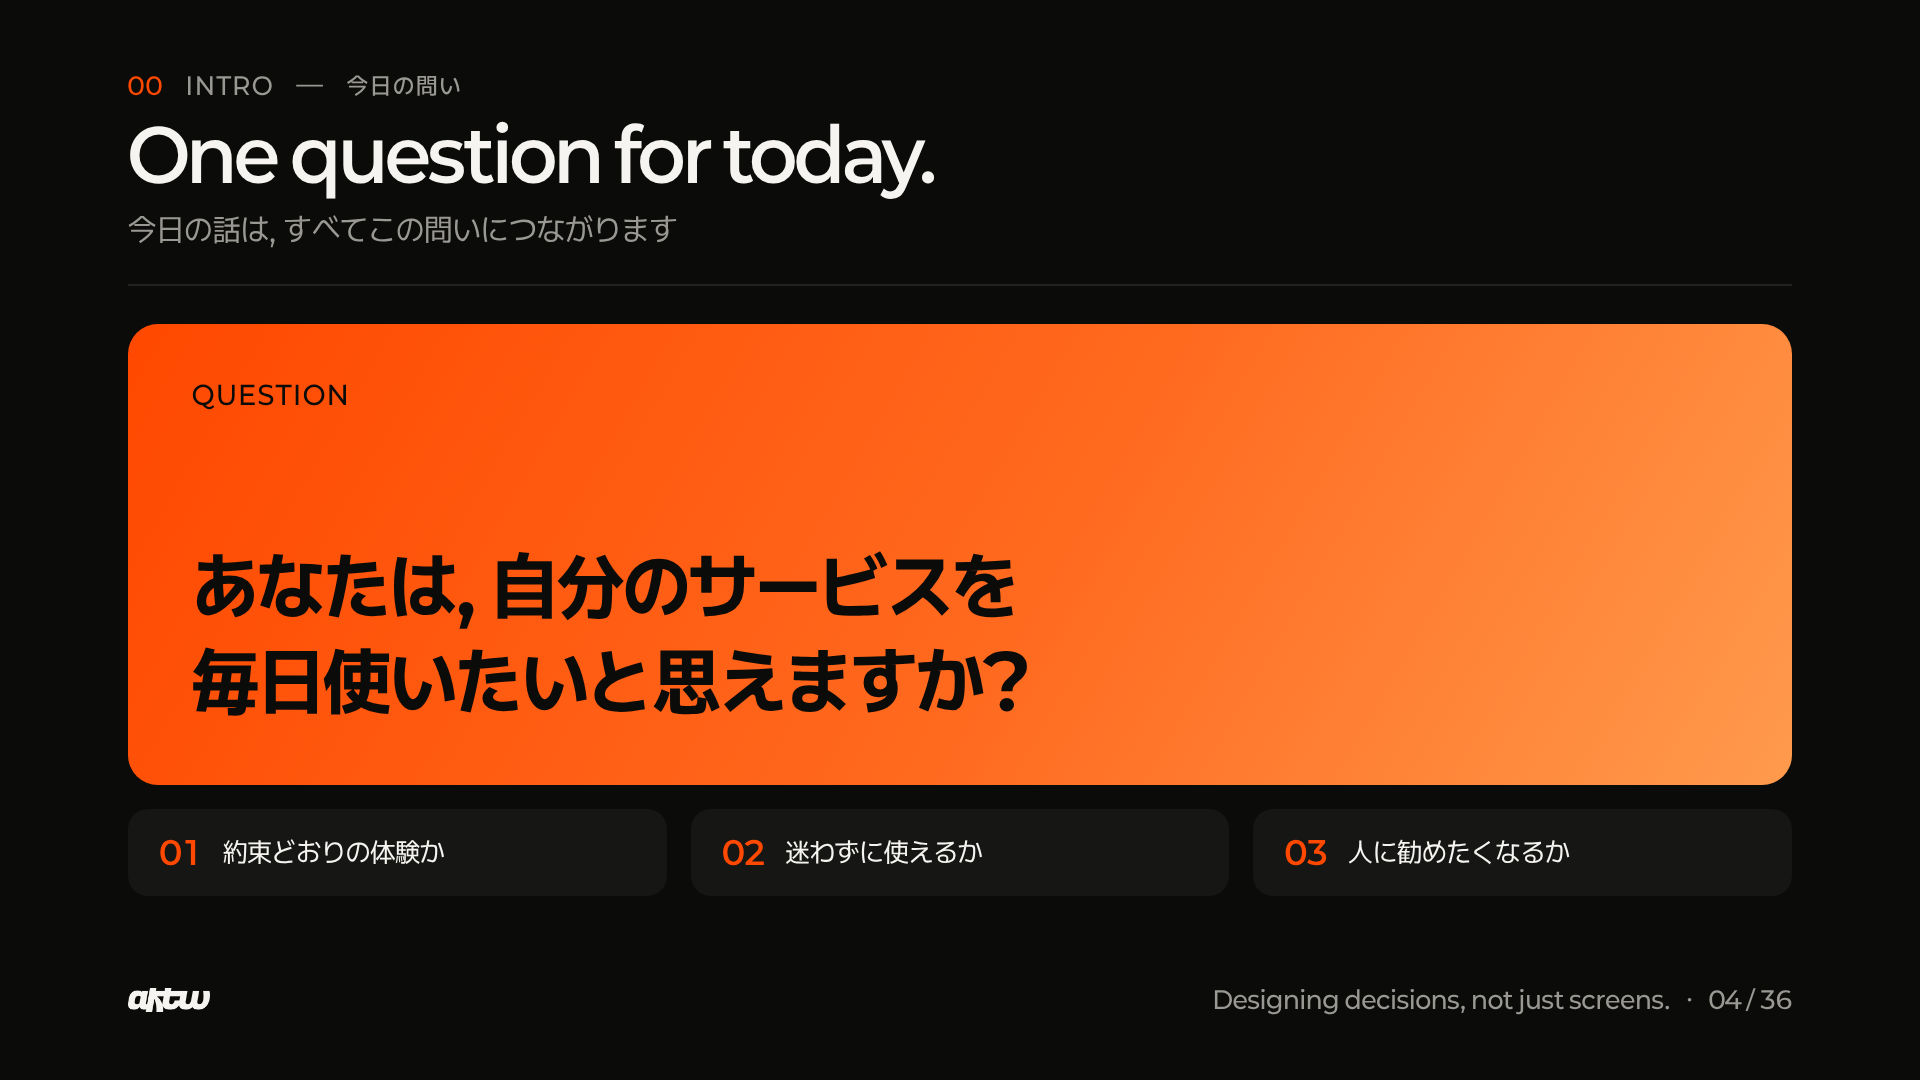 00 INTRO — 今日の問い
One question for today.
今日の話は, すべてこの問いにつながります
QUESTION
あなたは, 自分のサービスを
毎日使いたいと思えますか?
01 約束どおりの体験か
02 迷わずに使えるか
03 人に勧めたくなるか
aktw
Designing decisions, not just screens. · 04 / 36